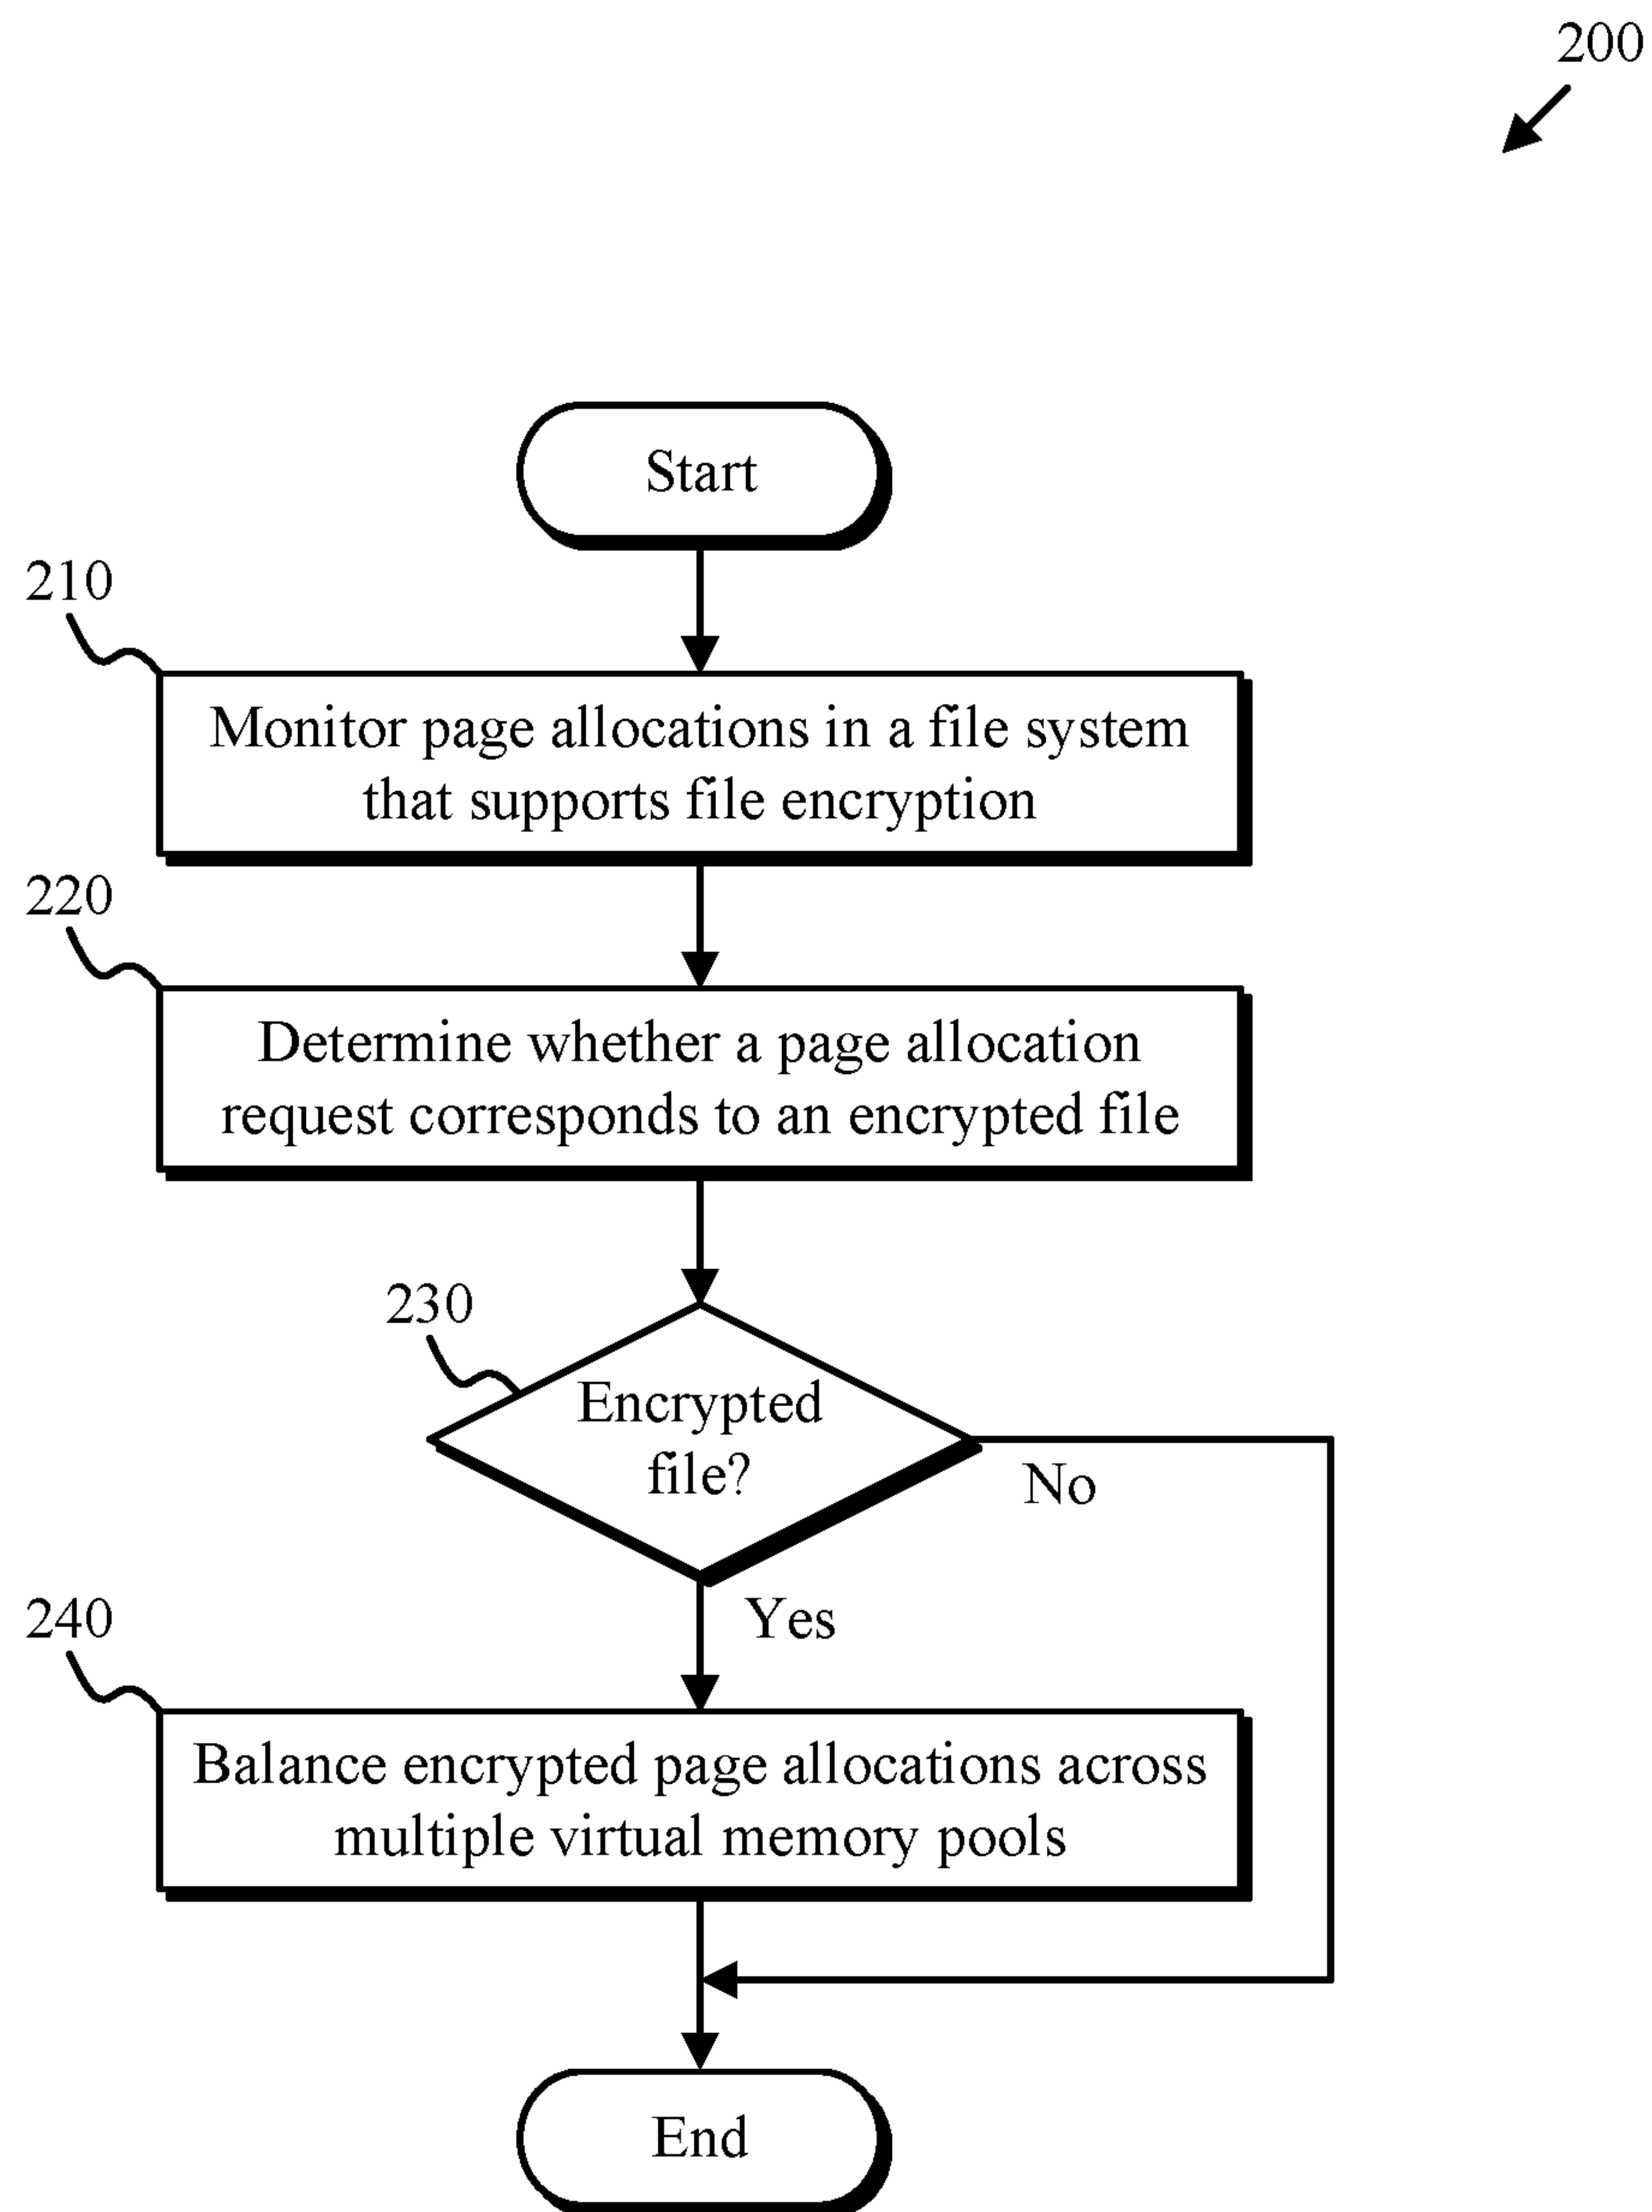 200
Start
210
Monitor page allocations in a file system
that supports file encryption
220
Determine whether a page allocation
request corresponds to an encrypted file
230
Encrypted
file?
No
Yes
240
Balance encrypted page allocations across
multiple virtual memory pools
End